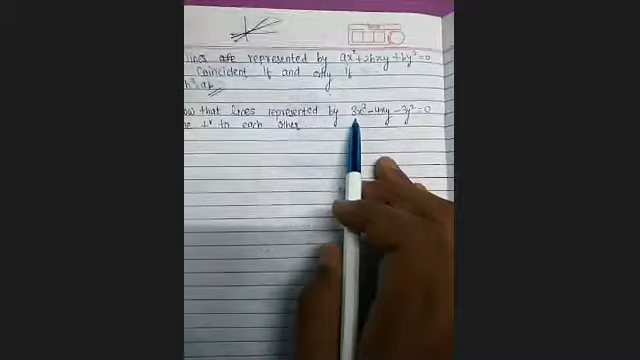 lines are represented by ax²+2hxy+by²=0
Coincident if and only if
h²=ab
ow that lines represented by 3x²-4xy-3y²=0
are ⊥r to each other.